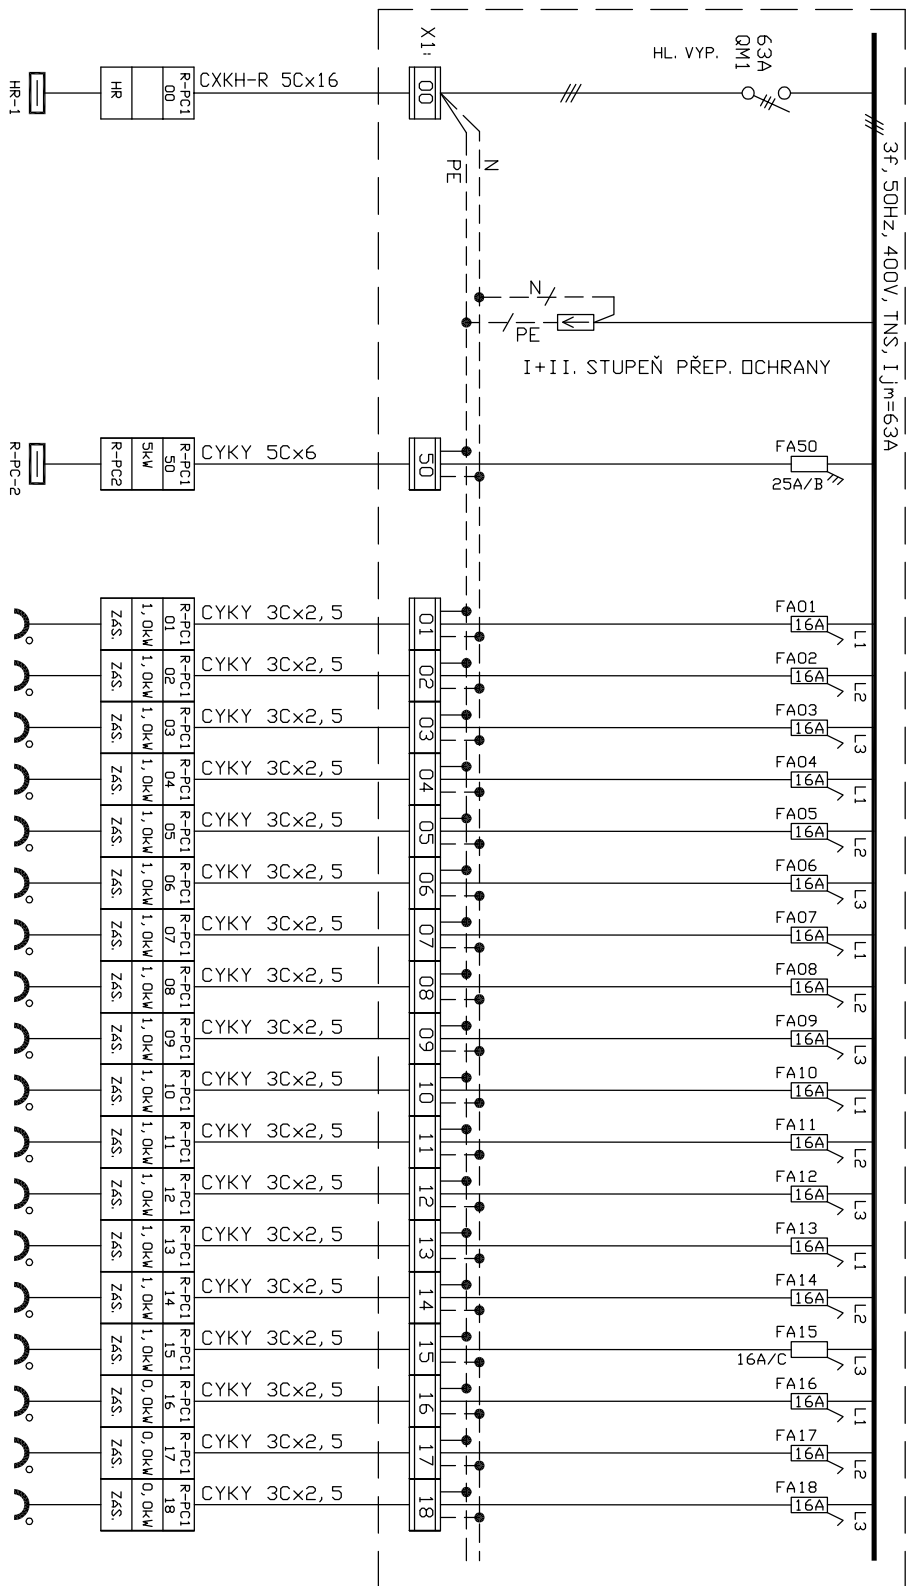 63A
QM1
HL. VYP.
X1:
00
CXKH-R 5Cx16
R-PC1
00
HR
HR-1
N
PE
3f, 50Hz, 400V, TNS, I jm=63A
N
PE
I+II. STUPEŇ PŘEP. OCHRANY
FA50
25A/B
50
CYKY 5Cx6
R-PC1
50
5kW
R-PC2
R-PC-2
FA01
16A
L1
01
CYKY 3Cx2,5
R-PC1
01
1,0kW
ZÁS.
FA02
16A
L2
02
CYKY 3Cx2,5
R-PC1
02
1,0kW
ZÁS.
FA03
16A
L3
03
CYKY 3Cx2,5
R-PC1
03
1,0kW
ZÁS.
FA04
16A
L1
04
CYKY 3Cx2,5
R-PC1
04
1,0kW
ZÁS.
FA05
16A
L2
05
CYKY 3Cx2,5
R-PC1
05
1,0kW
ZÁS.
FA06
16A
L3
06
CYKY 3Cx2,5
R-PC1
06
1,0kW
ZÁS.
FA07
16A
L1
07
CYKY 3Cx2,5
R-PC1
07
1,0kW
ZÁS.
FA08
16A
L2
08
CYKY 3Cx2,5
R-PC1
08
1,0kW
ZÁS.
FA09
16A
L3
09
CYKY 3Cx2,5
R-PC1
09
1,0kW
ZÁS.
FA10
16A
L1
10
CYKY 3Cx2,5
R-PC1
10
1,0kW
ZÁS.
FA11
16A
L2
11
CYKY 3Cx2,5
R-PC1
11
1,0kW
ZÁS.
FA12
16A
L3
12
CYKY 3Cx2,5
R-PC1
12
1,0kW
ZÁS.
FA13
16A
L1
13
CYKY 3Cx2,5
R-PC1
13
1,0kW
ZÁS.
FA14
16A
L2
14
CYKY 3Cx2,5
R-PC1
14
1,0kW
ZÁS.
FA15
16A/C
L3
15
CYKY 3Cx2,5
R-PC1
15
1,0kW
ZÁS.
FA16
16A
L1
16
CYKY 3Cx2,5
R-PC1
16
0,0kW
ZÁS.
FA17
16A
L2
17
CYKY 3Cx2,5
R-PC1
17
0,0kW
ZÁS.
FA18
16A
L3
18
CYKY 3Cx2,5
R-PC1
18
0,0kW
ZÁS.